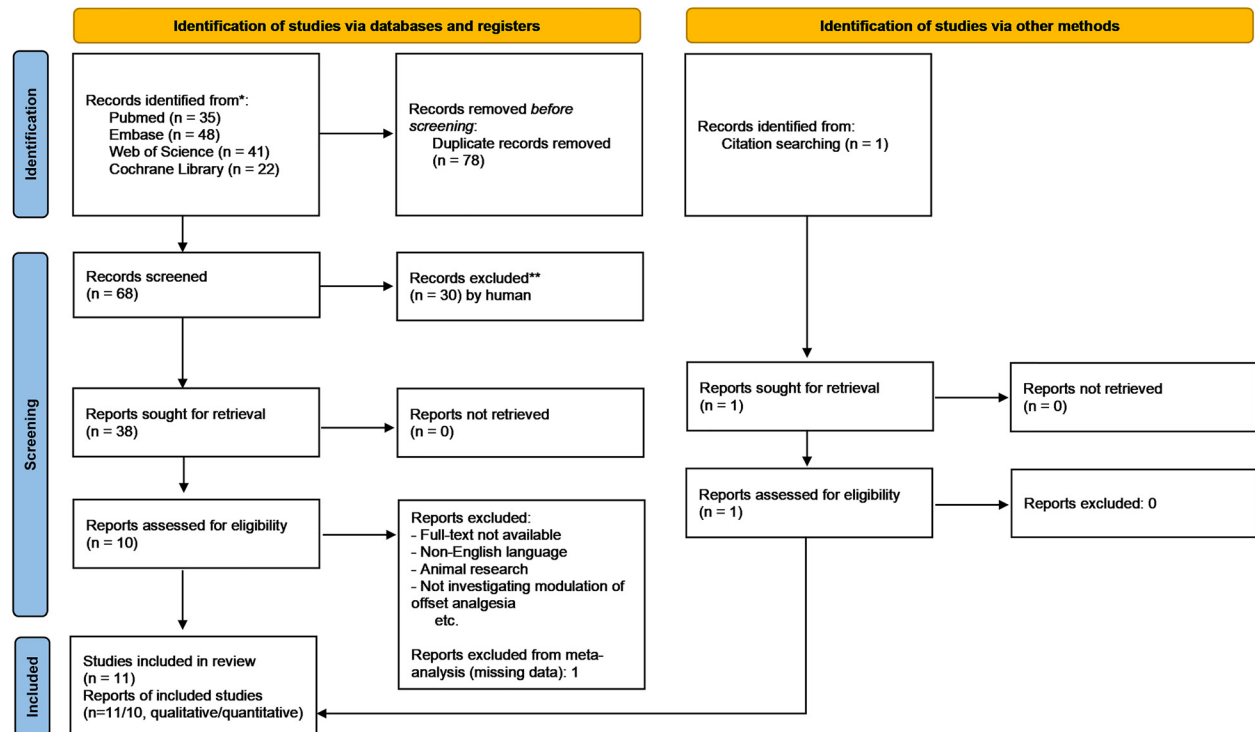 Identification of studies via databases and registers
Identification of studies via other methods
Identification
Records identified from*:
Pubmed (n = 35)
Embase (n = 48)
Web of Science (n = 41)
Cochrane Library (n = 22)
Records removed before
screening:
Duplicate records removed
(n = 78)
Records identified from:
Citation searching (n = 1)
Screening
Records screened
(n = 68)
Records excluded**
(n = 30) by human
Reports sought for retrieval
(n = 38)
Reports not retrieved
(n = 0)
Reports sought for retrieval
(n = 1)
Reports not retrieved
(n = 0)
Reports assessed for eligibility
(n = 10)
Reports excluded:
- Full-text not available
- Non-English language
- Animal research
- Not investigating modulation of
offset analgesia
etc.
Reports excluded from meta-
analysis (missing data): 1
Reports assessed for eligibility
(n = 1)
Reports excluded: 0
Included
Studies included in review
(n = 11)
Reports of included studies
(n=11/10, qualitative/quantitative)